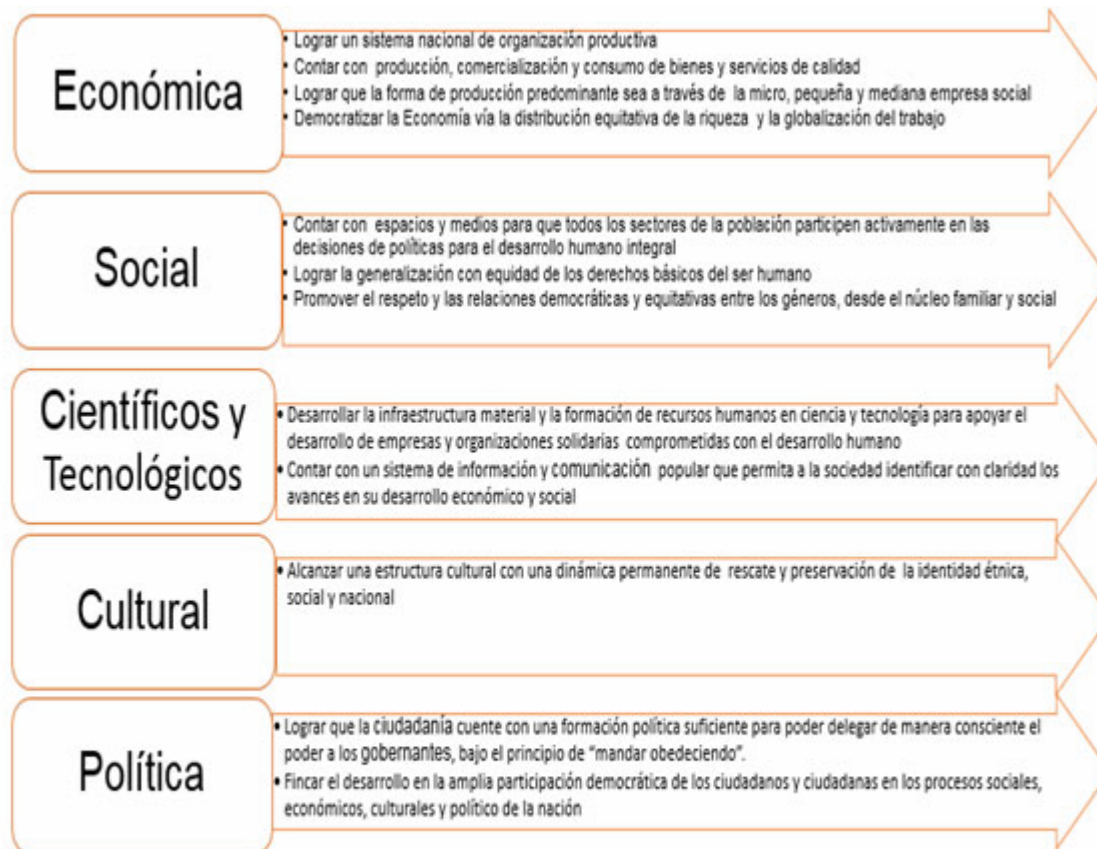 Económica
• Lograr un sistema nacional de organización productiva
• Contar con producción, comercialización y consumo de bienes y servicios de calidad
• Lograr que la forma de producción predominante sea a través de la micro, pequeña y mediana empresa social
• Democratizar la Economía vía la distribución equitativa de la riqueza y la globalización del trabajo
Social
• Contar con espacios y medios para que todos los sectores de la población participen activamente en las
decisiones de políticas para el desarrollo humano integral
• Lograr la generalización con equidad de los derechos básicos del ser humano
• Promover el respeto y las relaciones democráticas y equitativas entre los géneros, desde el núcleo familiar y social
Científicos y
Tecnológicos
• Desarrollar la infraestructura material y la formación de recursos humanos en ciencia y tecnología para apoyar el
desarrollo de empresas y organizaciones solidarias comprometidas con el desarrollo humano
• Contar con un sistema de información y comunicación popular que permita a la sociedad identificar con claridad los
avances en su desarrollo económico y social
Cultural
• Alcanzar una estructura cultural con una dinámica permanente de rescate y preservación de la identidad étnica,
social y nacional
Política
• Lograr que la ciudadanía cuente con una formación política suficiente para poder delegar de manera consciente el
poder a los gobernantes, bajo el principio de “mandar obedeciendo”.
• Fincar el desarrollo en la amplia participación democrática de los ciudadanos y ciudadanas en los procesos sociales,
económicos, culturales y político de la nación